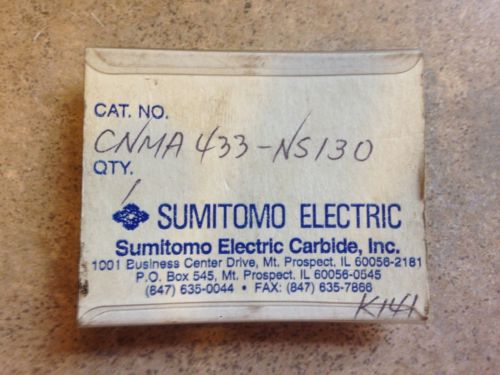 CAT. NO.
CNMA 433-NS130
QTY.
1
SUMITOMO ELECTRIC
Sumitomo Electric Carbide, Inc.
1001 Business Center Drive, Mt. Prospect, IL 60056-2181
P.O. Box 545, Mt. Prospect, IL 60056-0545
(847) 635-0044 • FAX: (847) 635-7866
K141